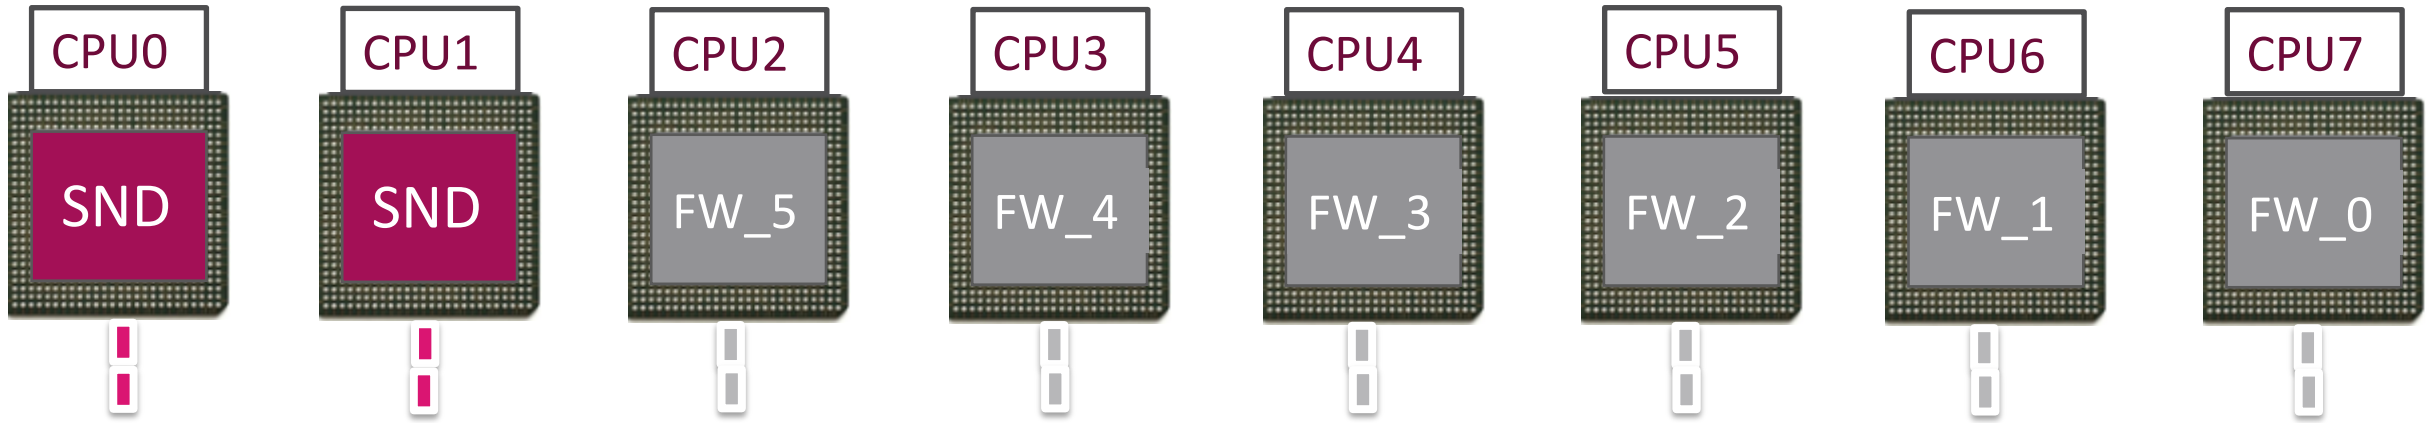 CPU0 CPU1 CPU2 CPU3 CPU4 CPU5 CPU6 CPU7
SND SND FW_5 FW_4 FW_3 FW_2 FW_1 FW_0